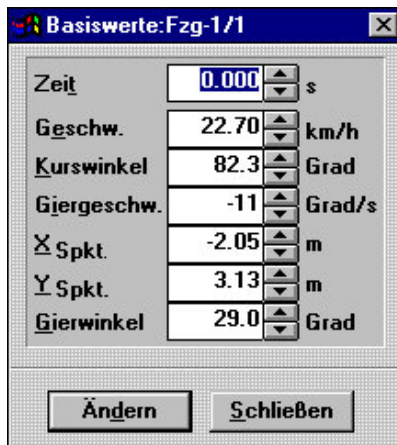 Basiswerte:Fzg-1/1
Zeit 0.000 s
Geschw. 22.70 km/h
Kurswinkel 82.3 Grad
Giergeschw. -11 Grad/s
X Spkt. -2.05 m
Y Spkt. 3.13 m
Gierwinkel 29.0 Grad
Ändern Schließen